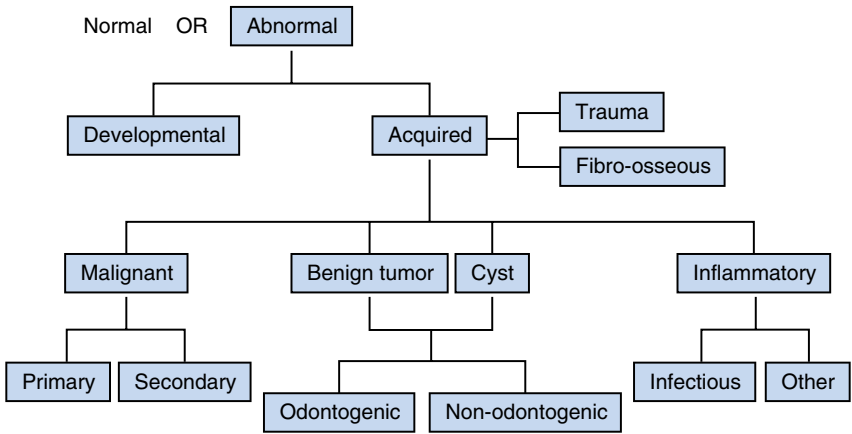 Normal OR Abnormal
Developmental
Acquired
Trauma
Fibro-osseous
Malignant
Benign tumor
Cyst
Inflammatory
Primary
Secondary
Odontogenic
Non-odontogenic
Infectious
Other